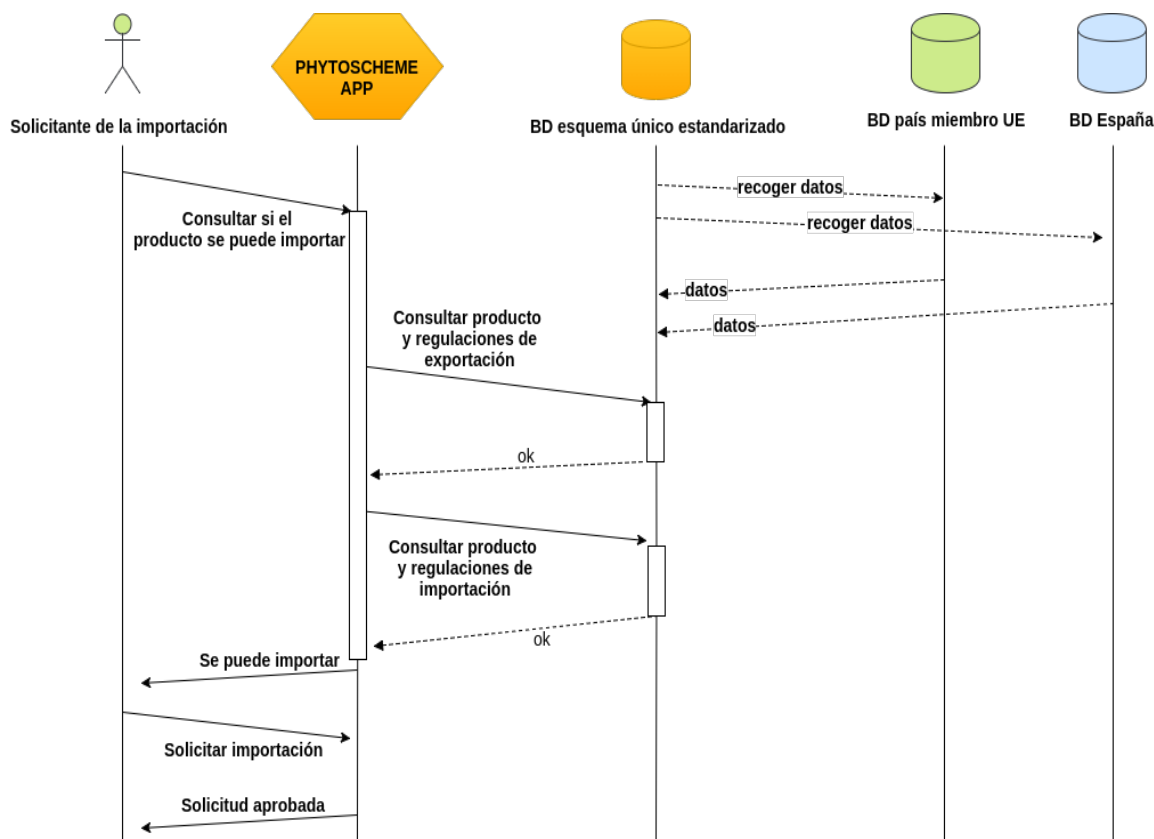 PHYTOSCHEME
APP
Solicitante de la importación
BD esquema único estandarizado
BD país miembro UE
BD España
recoger datos
Consultar si el
producto se puede importar
recoger datos
datos
datos
Consultar producto
y regulaciones de
exportación
ok
Consultar producto
y regulaciones de
importación
ok
Se puede importar
Solicitar importación
Solicitud aprobada